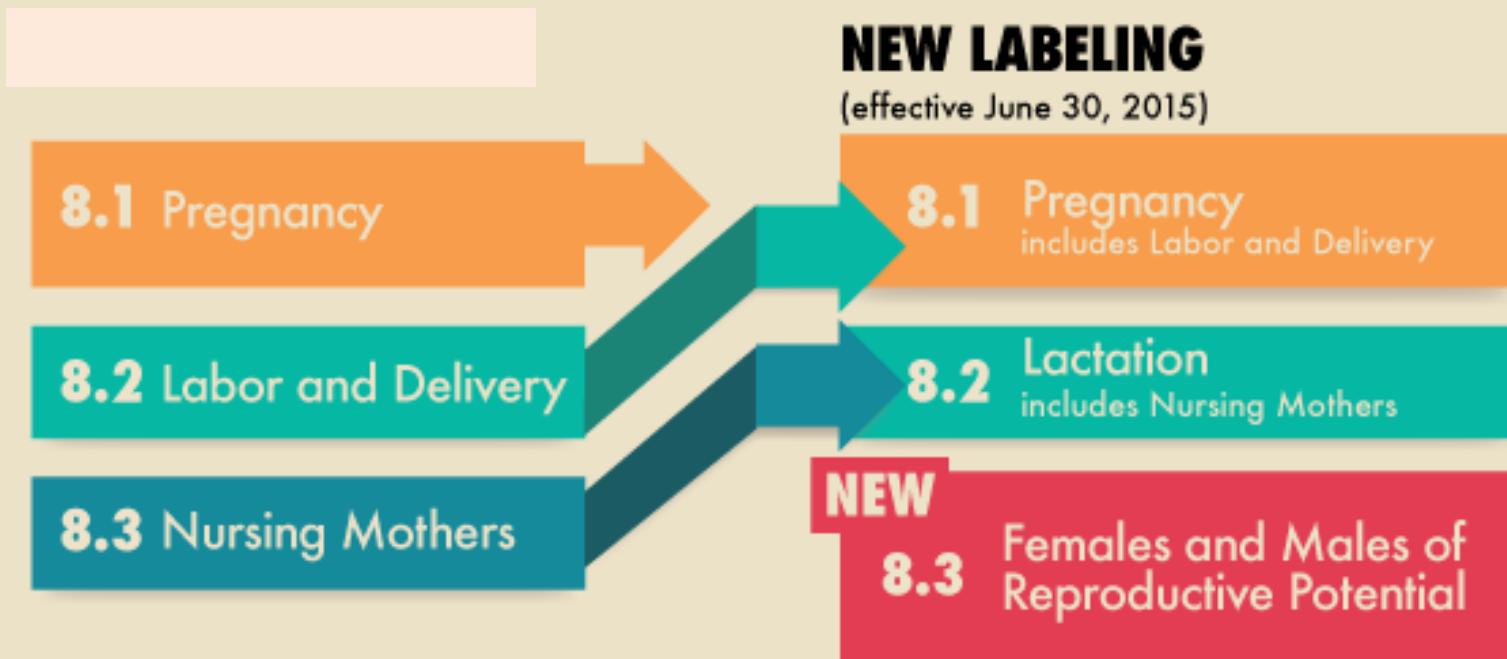 NEW LABELING
(effective June 30, 2015)
8.1 Pregnancy
8.2 Labor and Delivery
8.3 Nursing Mothers
8.1 Pregnancy
includes Labor and Delivery
8.2 Lactation
includes Nursing Mothers
NEW
8.3 Females and Males of
Reproductive Potential